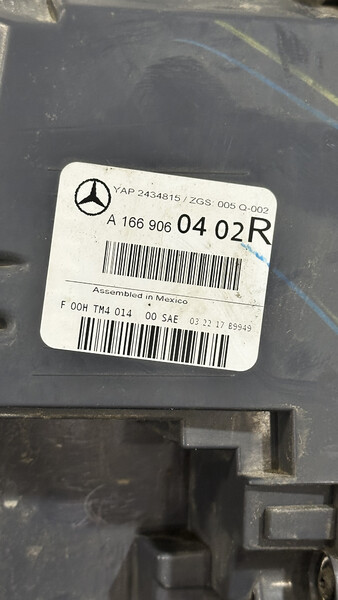 YAP 2434815 / ZGS: 005 Q-002
A 166 906 04 02 R
Assembled in Mexico
F 00H TM4 014 00 SAE 03 22 17 89949